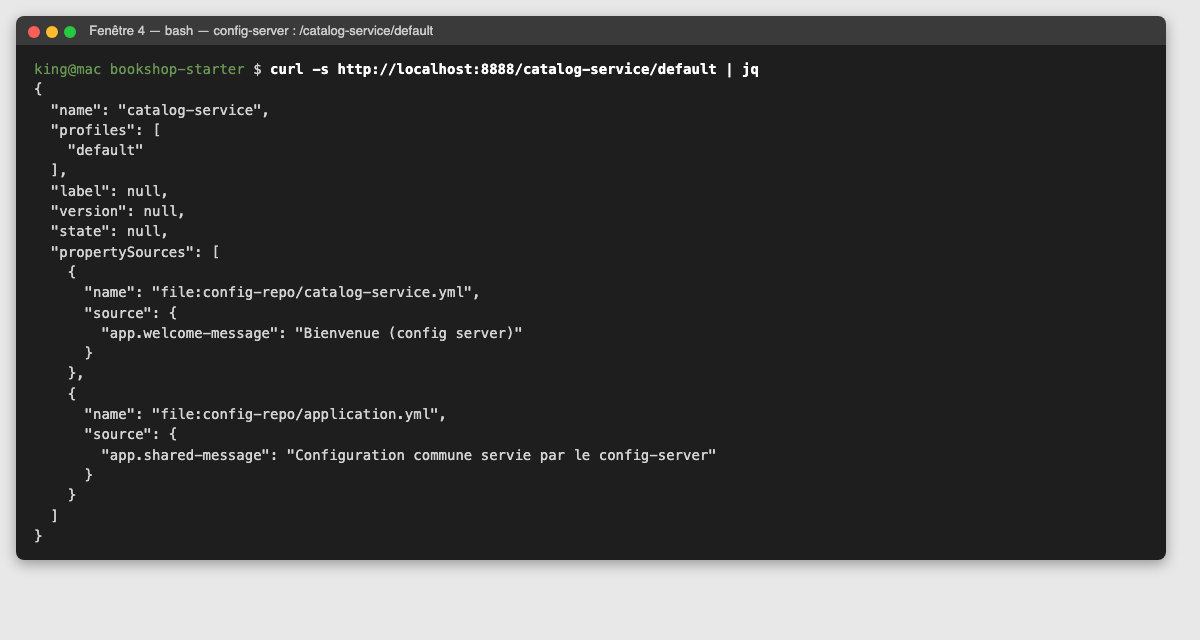 Fenêtre 4 — bash — config-server : /catalog-service/default
king@mac bookshop-starter $ curl -s http://localhost:8888/catalog-service/default | jq
{
  "name": "catalog-service",
  "profiles": [
    "default"
  ],
  "label": null,
  "version": null,
  "state": null,
  "propertySources": [
    {
      "name": "file:config-repo/catalog-service.yml",
      "source": {
        "app.welcome-message": "Bienvenue (config server)"
      }
    },
    {
      "name": "file:config-repo/application.yml",
      "source": {
        "app.shared-message": "Configuration commune servie par le config-server"
      }
    }
  ]
}